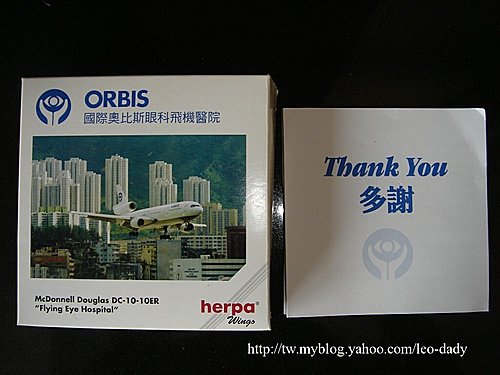 ORBIS
國際奧比斯眼科飛機醫院
McDonnell Douglas DC-10-10ER
"Flying Eye Hospital"
herpa®
Wings
Thank You
多謝
http://tw.myblog.yahoo.com/leo-dady